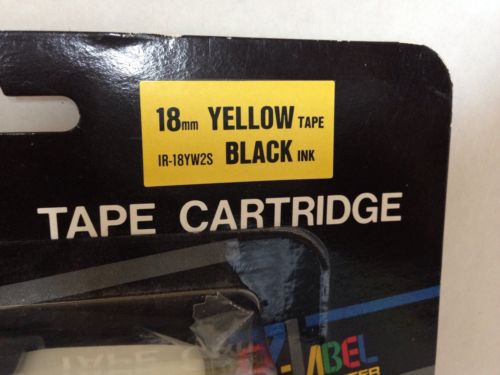 18mm YELLOW TAPE
IR-18YW2S BLACK INK
TAPE CARTRIDGE